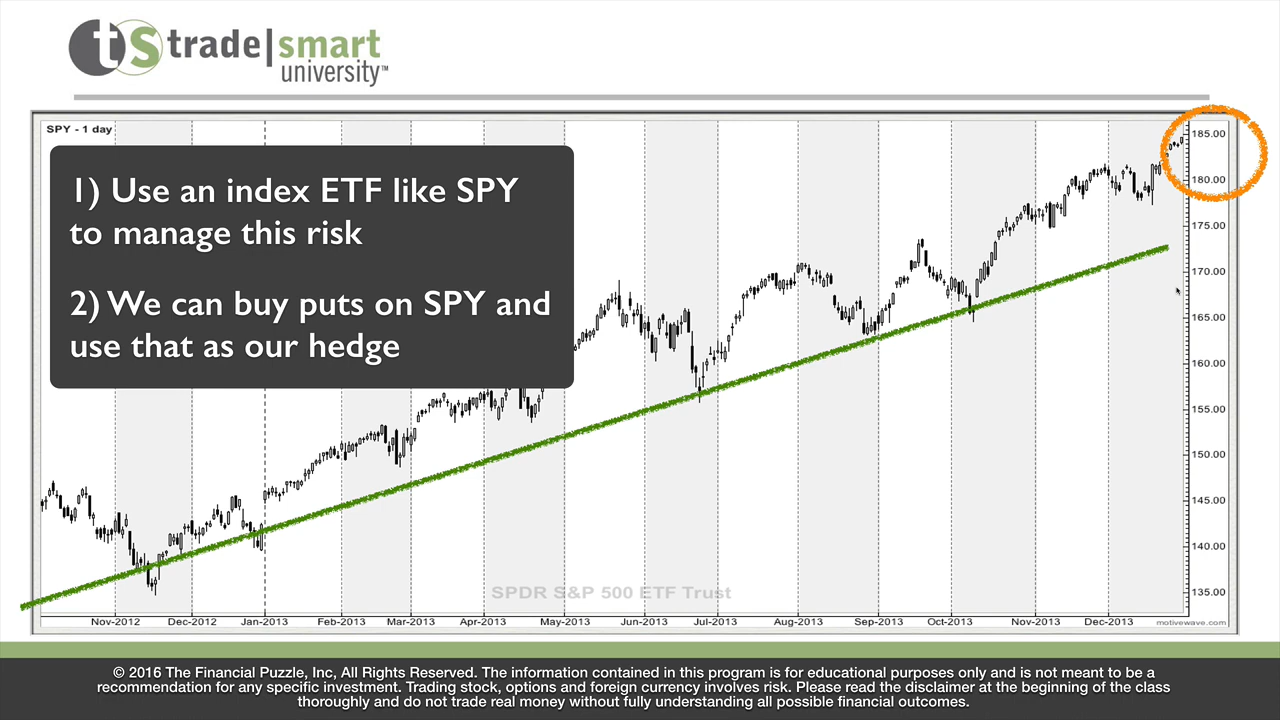 ts trade|smart
university™
SPY - 1 day
1) Use an index ETF like SPY
to manage this risk
2) We can buy puts on SPY and
use that as our hedge
185.00
180.00
175.00
170.00
165.00
160.00
155.00
150.00
145.00
140.00
135.00
SPDR S&P 500 ETF Trust
Nov-2012 Dec-2012 Jan-2013 Feb-2013 Mar-2013 Apr-2013 May-2013 Jun-2013 Jul-2013 Aug-2013 Sep-2013 Oct-2013 Nov-2013 Dec-2013 motivewave.com
© 2016 The Financial Puzzle, Inc, All Rights Reserved. The information contained in this program is for educational purposes only and is not meant to be a
recommendation for any specific investment. Trading stock, options and foreign currency involves risk. Please read the disclaimer at the beginning of the class
thoroughly and do not trade real money without fully understanding all possible financial outcomes.